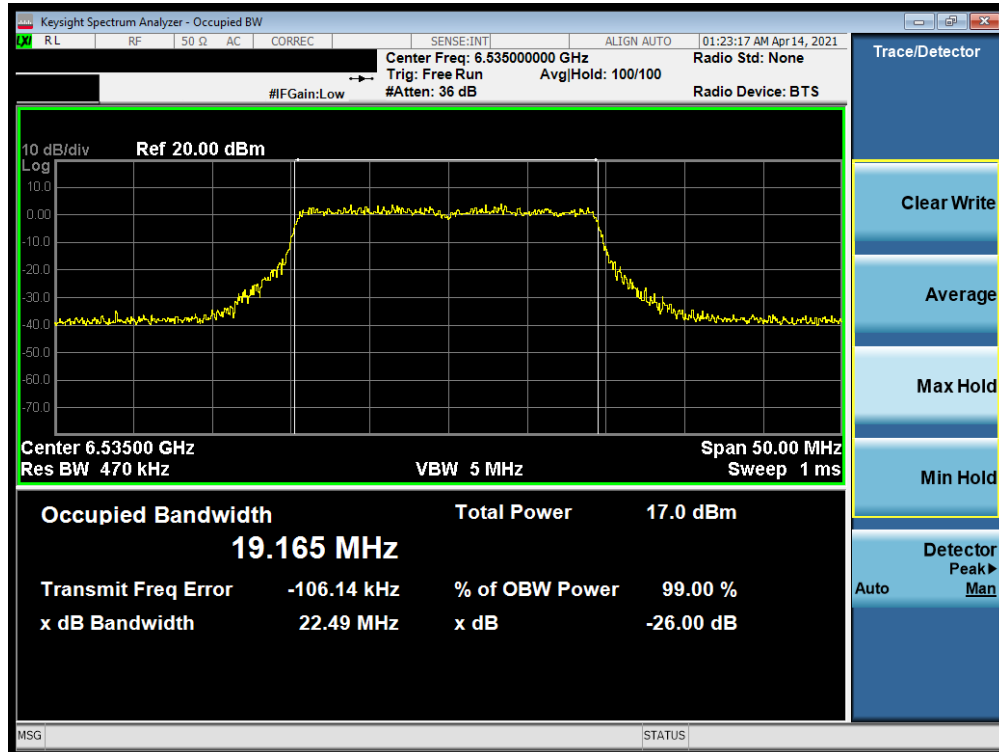 Keysight Spectrum Analyzer - Occupied BW
LXI RL RF 50 Ω AC CORREC SENSE:INT ALIGN AUTO 01:23:17 AM Apr 14, 2021
Center Freq: 6.535000000 GHz Radio Std: None
Trig: Free Run Avg|Hold: 100/100
#IFGain:Low #Atten: 36 dB Radio Device: BTS
Trace/Detector
10 dB/div Ref 20.00 dBm
Log
10.0
0.00
-10.0
-20.0
-30.0
-40.0
-50.0
-60.0
-70.0
Center 6.53500 GHz Span 50.00 MHz
Res BW 470 kHz VBW 5 MHz Sweep 1 ms
Occupied Bandwidth Total Power 17.0 dBm
19.165 MHz
Transmit Freq Error -106.14 kHz % of OBW Power 99.00 %
x dB Bandwidth 22.49 MHz x dB -26.00 dB
Clear Write
Average
Max Hold
Min Hold
Detector
Peak▶
Auto Man
MSG STATUS